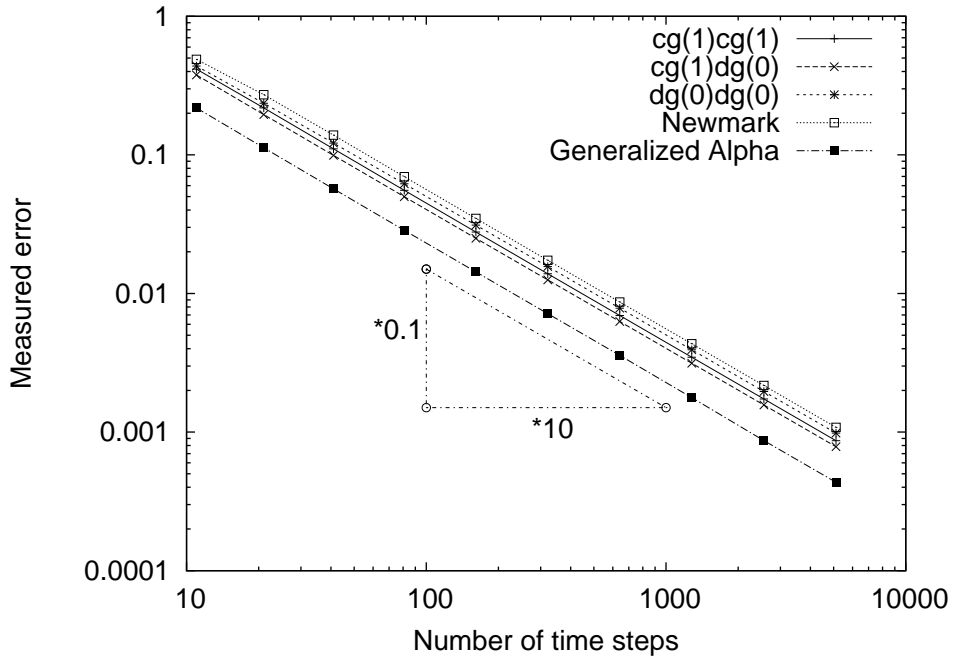 1
0.1
0.01
0.001
0.0001
10
100
1000
10000
Measured error
Number of time steps
cg(1)cg(1)
cg(1)dg(0)
dg(0)dg(0)
Newmark
Generalized Alpha
*0.1
*10